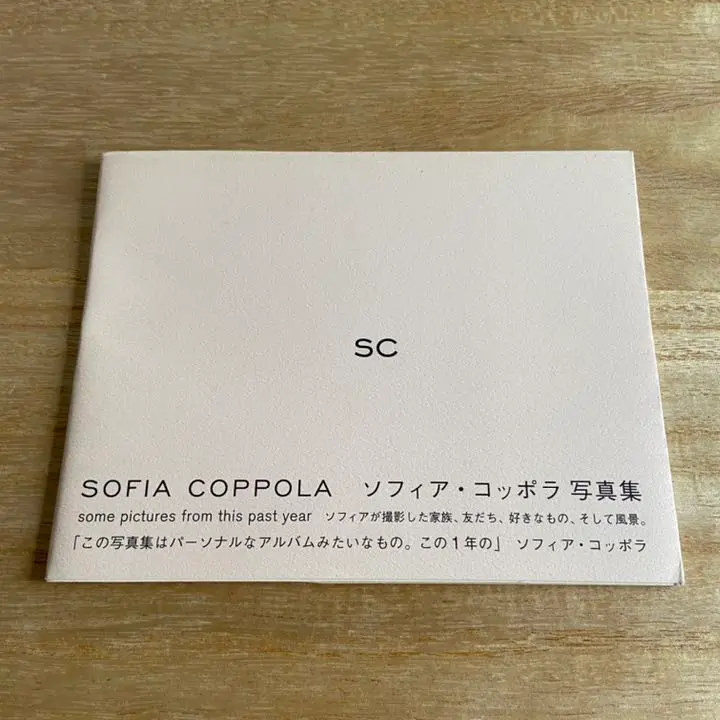 SC
SOFIA COPPOLA ソフィア・コッポラ 写真集
some pictures from this past year ソフィアが撮影した家族、友だち、好きなもの、そして風景。
「この写真集はパーソナルなアルバムみたいなもの。この1年の」 ソフィア・コッポラ